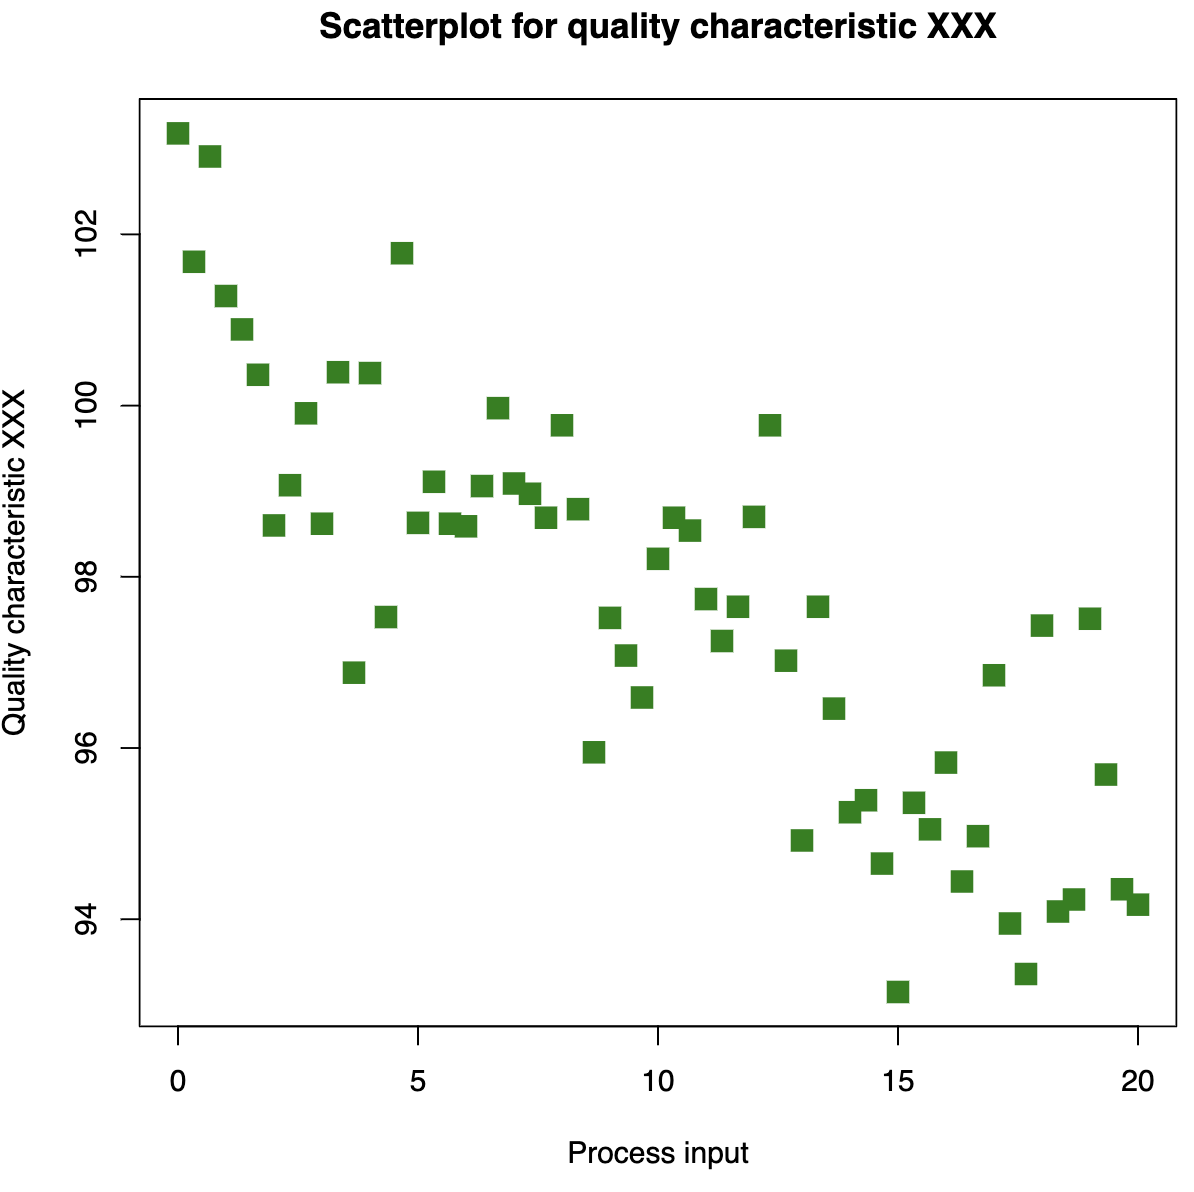 Scatterplot for quality characteristic XXX
Quality characteristic XXX
102
100
98
96
94
0 5 10 15 20
Process input